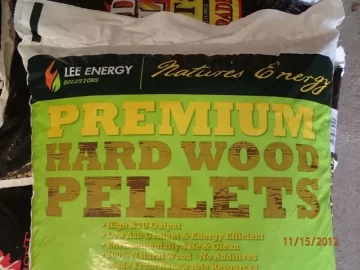 LEE ENERGY
SOLUTIONS
Natures Energy
PREMIUM
HARD WOOD
PELLETS
• High BTU Output
• Low Ash Content & Energy Efficient
• Environmentally Safe & Clean
• 100% Natural Wood - No Additives
11/15/2012